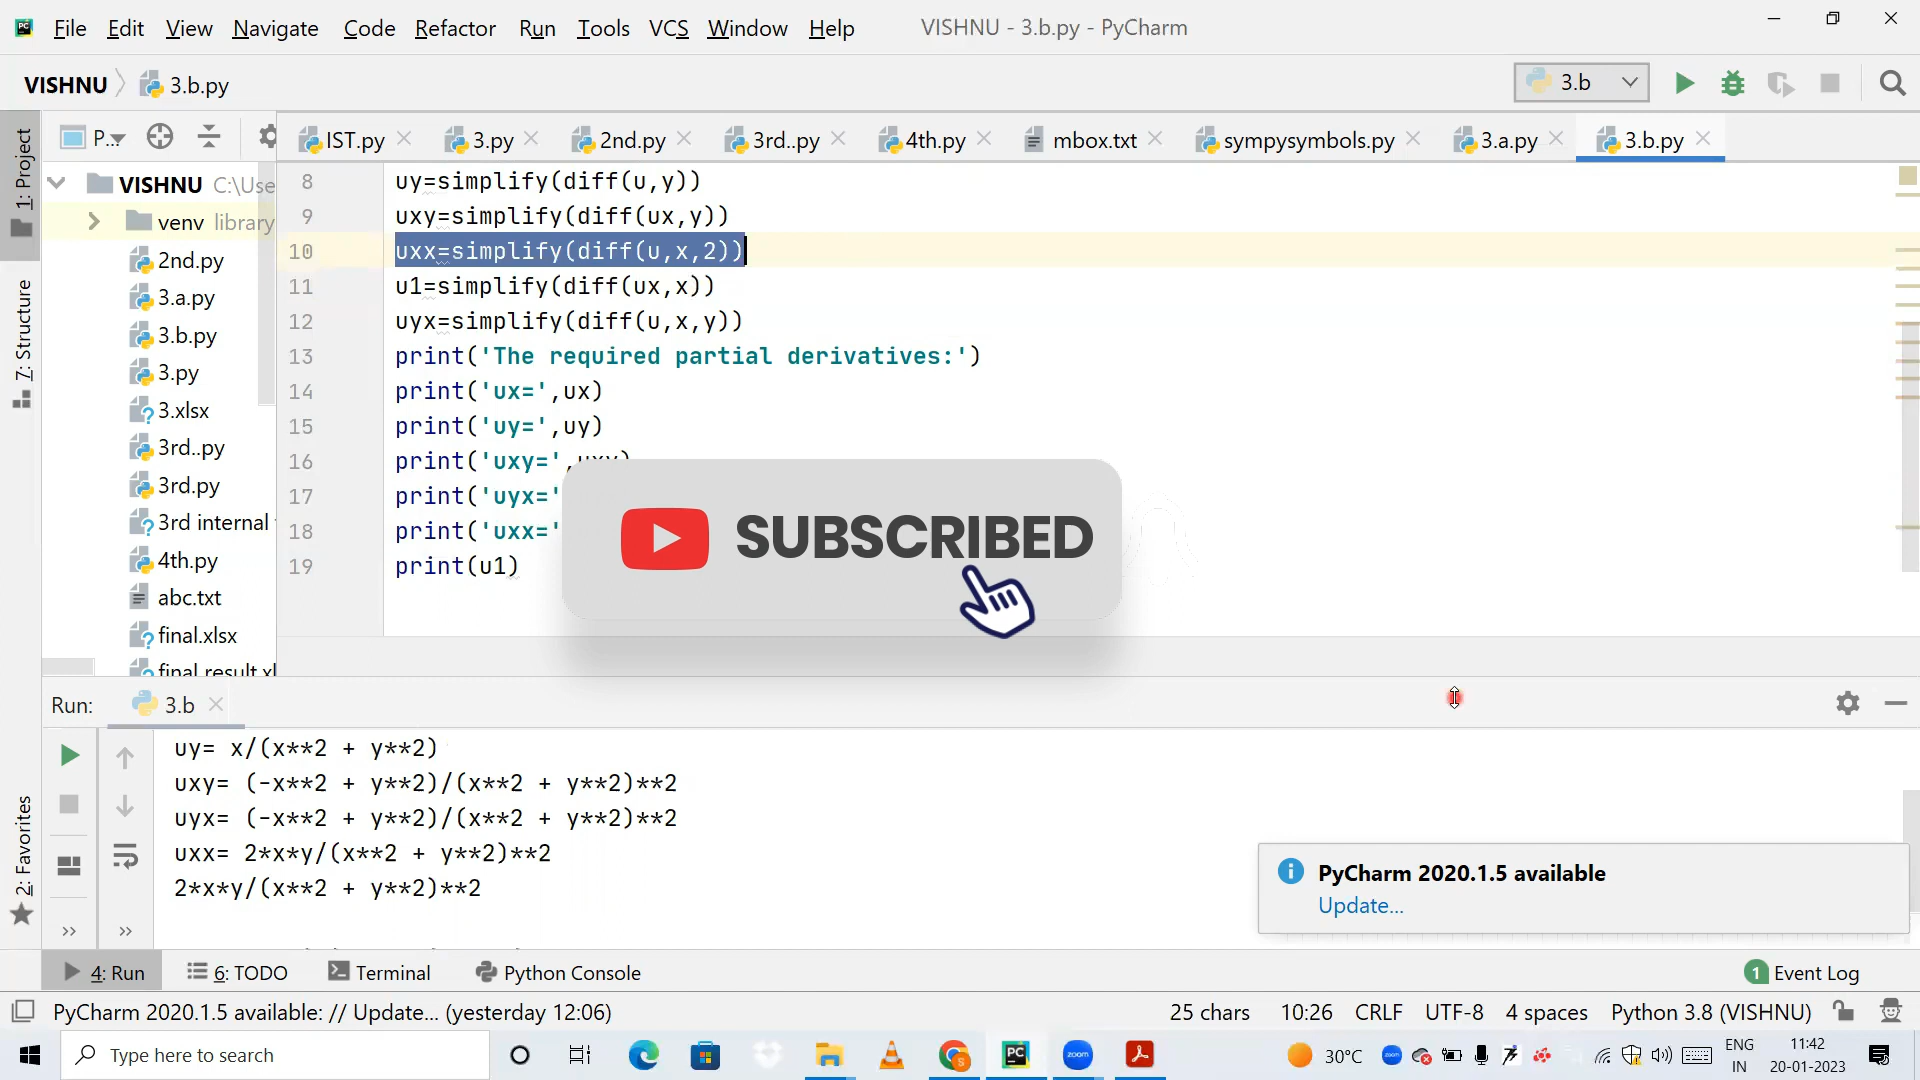 File Edit View Navigate Code Refactor Run Tools VCS Window Help VISHNU - 3.b.py - PyCharm
VISHNU 3.b.py 3.b
1: Project
7: Structure
2: Favorites
P...
IST.py 3.py 2nd.py 3rd..py 4th.py mbox.txt sympysymbols.py 3.a.py 3.b.py
VISHNU C:\Use
venv library
2nd.py
3.a.py
3.b.py
3.py
3.xlsx
3rd..py
3rd.py
3rd internal
4th.py
abc.txt
final.xlsx
final result.xl
8 uy=simplify(diff(u,y))
9 uxy=simplify(diff(ux,y))
10 uxx=simplify(diff(u,x,2))
11 u1=simplify(diff(ux,x))
12 uyx=simplify(diff(u,x,y))
13 print('The required partial derivatives:')
14 print('ux=',ux)
15 print('uy=',uy)
16 print('uxy=',uxy)
17 print('uyx='
18 print('uxx='
19 print(u1)
SUBSCRIBED
Run: 3.b
uy= x/(x**2 + y**2)
uxy= (-x**2 + y**2)/(x**2 + y**2)**2
uyx= (-x**2 + y**2)/(x**2 + y**2)**2
uxx= 2*x*y/(x**2 + y**2)**2
2*x*y/(x**2 + y**2)**2
PyCharm 2020.1.5 available
Update...
4: Run 6: TODO Terminal Python Console 1 Event Log
PyCharm 2020.1.5 available: // Update... (yesterday 12:06) 25 chars 10:26 CRLF UTF-8 4 spaces Python 3.8 (VISHNU)
Type here to search PC zoom zoom 30°C ENG 11:42
IN 20-01-2023